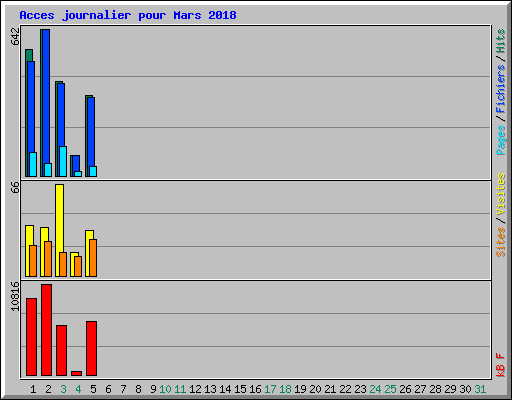 Acces journalier pour Mars 2018
642
66
10816
Pages/Fichiers/Hits
Sites/Visites
kB F
1 2 3 4 5 6 7 8 9 10 11 12 13 14 15 16 17 18 19 20 21 22 23 24 25 26 27 28 29 30 31